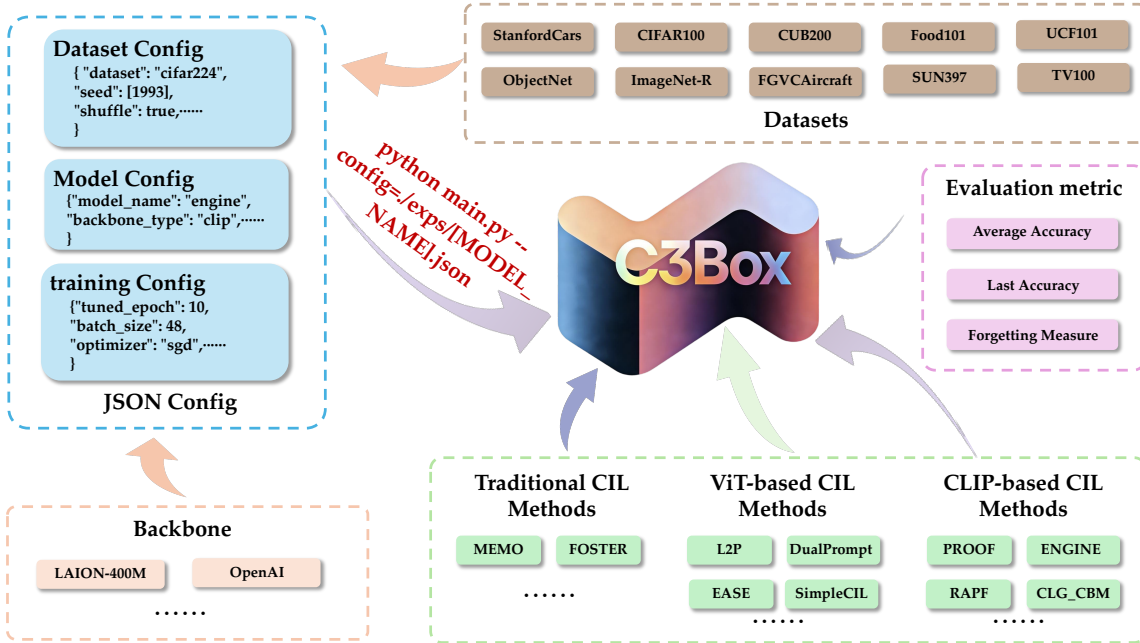 Dataset Config
{ "dataset": "cifar224",
"seed": [1993],
"shuffle": true,······
}
Model Config
{"model_name": "engine",
"backbone_type": "clip",······
}
training Config
{"tuned_epoch": 10,
"batch_size": 48,
"optimizer": "sgd",······
}
JSON Config
StanfordCars
CIFAR100
CUB200
Food101
UCF101
ObjectNet
ImageNet-R
FGVCAircraft
SUN397
TV100
Datasets
python main.py --
config=./exps/[MODEL_
NAME].json
C3Box
Evaluation metric
Average Accuracy
Last Accuracy
Forgetting Measure
Backbone
LAION-400M
OpenAI
······
Traditional CIL
Methods
MEMO
FOSTER
······
ViT-based CIL
Methods
L2P
DualPrompt
EASE
SimpleCIL
······
CLIP-based CIL
Methods
PROOF
ENGINE
RAPF
CLG_CBM
······